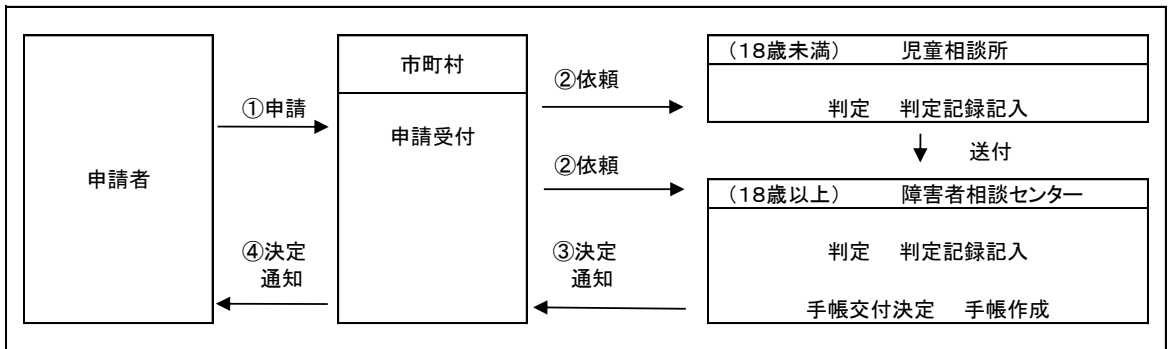 申請者
①申請
④決定
通知
市町村
申請受付
②依頼
②依頼
③決定
通知
(18歳未満) 児童相談所
判定 判定記録記入
送付
(18歳以上) 障害者相談センター
判定 判定記録記入
手帳交付決定 手帳作成